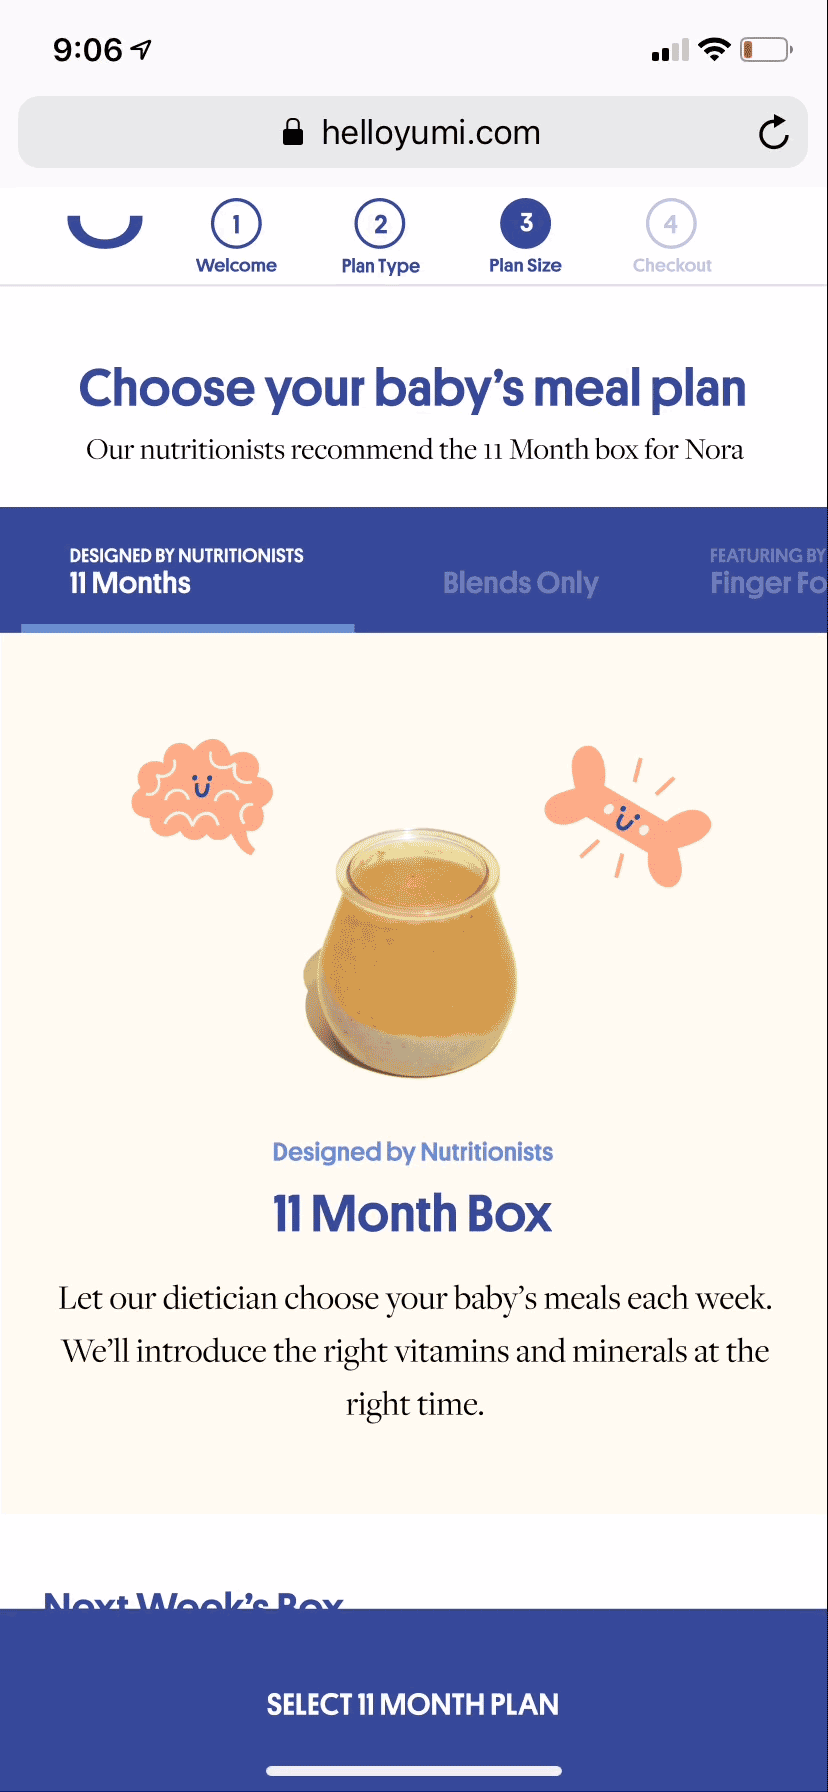 9:06
helloyumi.com
1
2
3
4
Welcome
Plan Type
Plan Size
Checkout
Choose your baby’s meal plan
Our nutritionists recommend the 11 Month box for Nora
DESIGNED BY NUTRITIONISTS
11 Months
Blends Only
FEATURING BY
Finger Fo
Designed by Nutritionists
11 Month Box
Let our dietician choose your baby’s meals each week.
We’ll introduce the right vitamins and minerals at the
right time.
Next Week’s Box
SELECT 11 MONTH PLAN